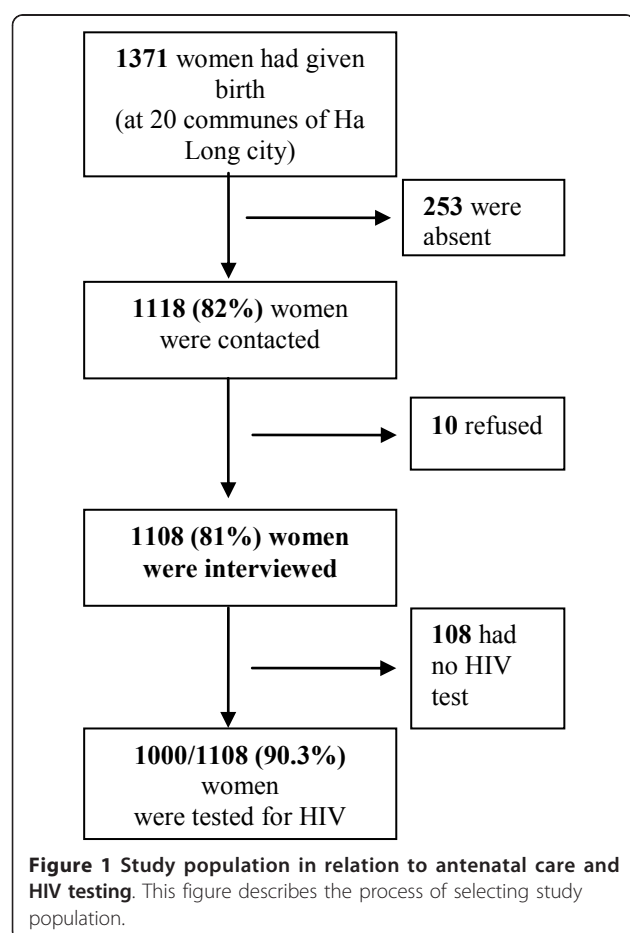 1371 women had given
birth
(at 20 communes of Ha
Long city)
253 were
absent
1118 (82%) women
were contacted
10 refused
1108 (81%) women
were interviewed
108 had
no HIV
test
1000/1108 (90.3%)
women
were tested for HIV
Figure 1 Study population in relation to antenatal care and
HIV testing. This figure describes the process of selecting study
population.